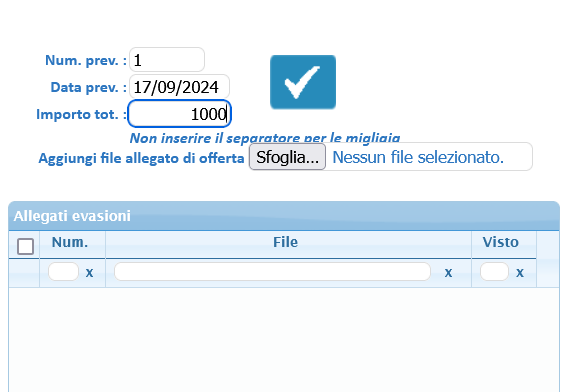 Num. prev. : 1
Data prev. : 17/09/2024
Importo tot. : 1000
Non inserire il separatore per le migliaia
Aggiungi file allegato di offerta Sfoglia... Nessun file selezionato.
Allegati evasioni
Num. File Visto
x x x